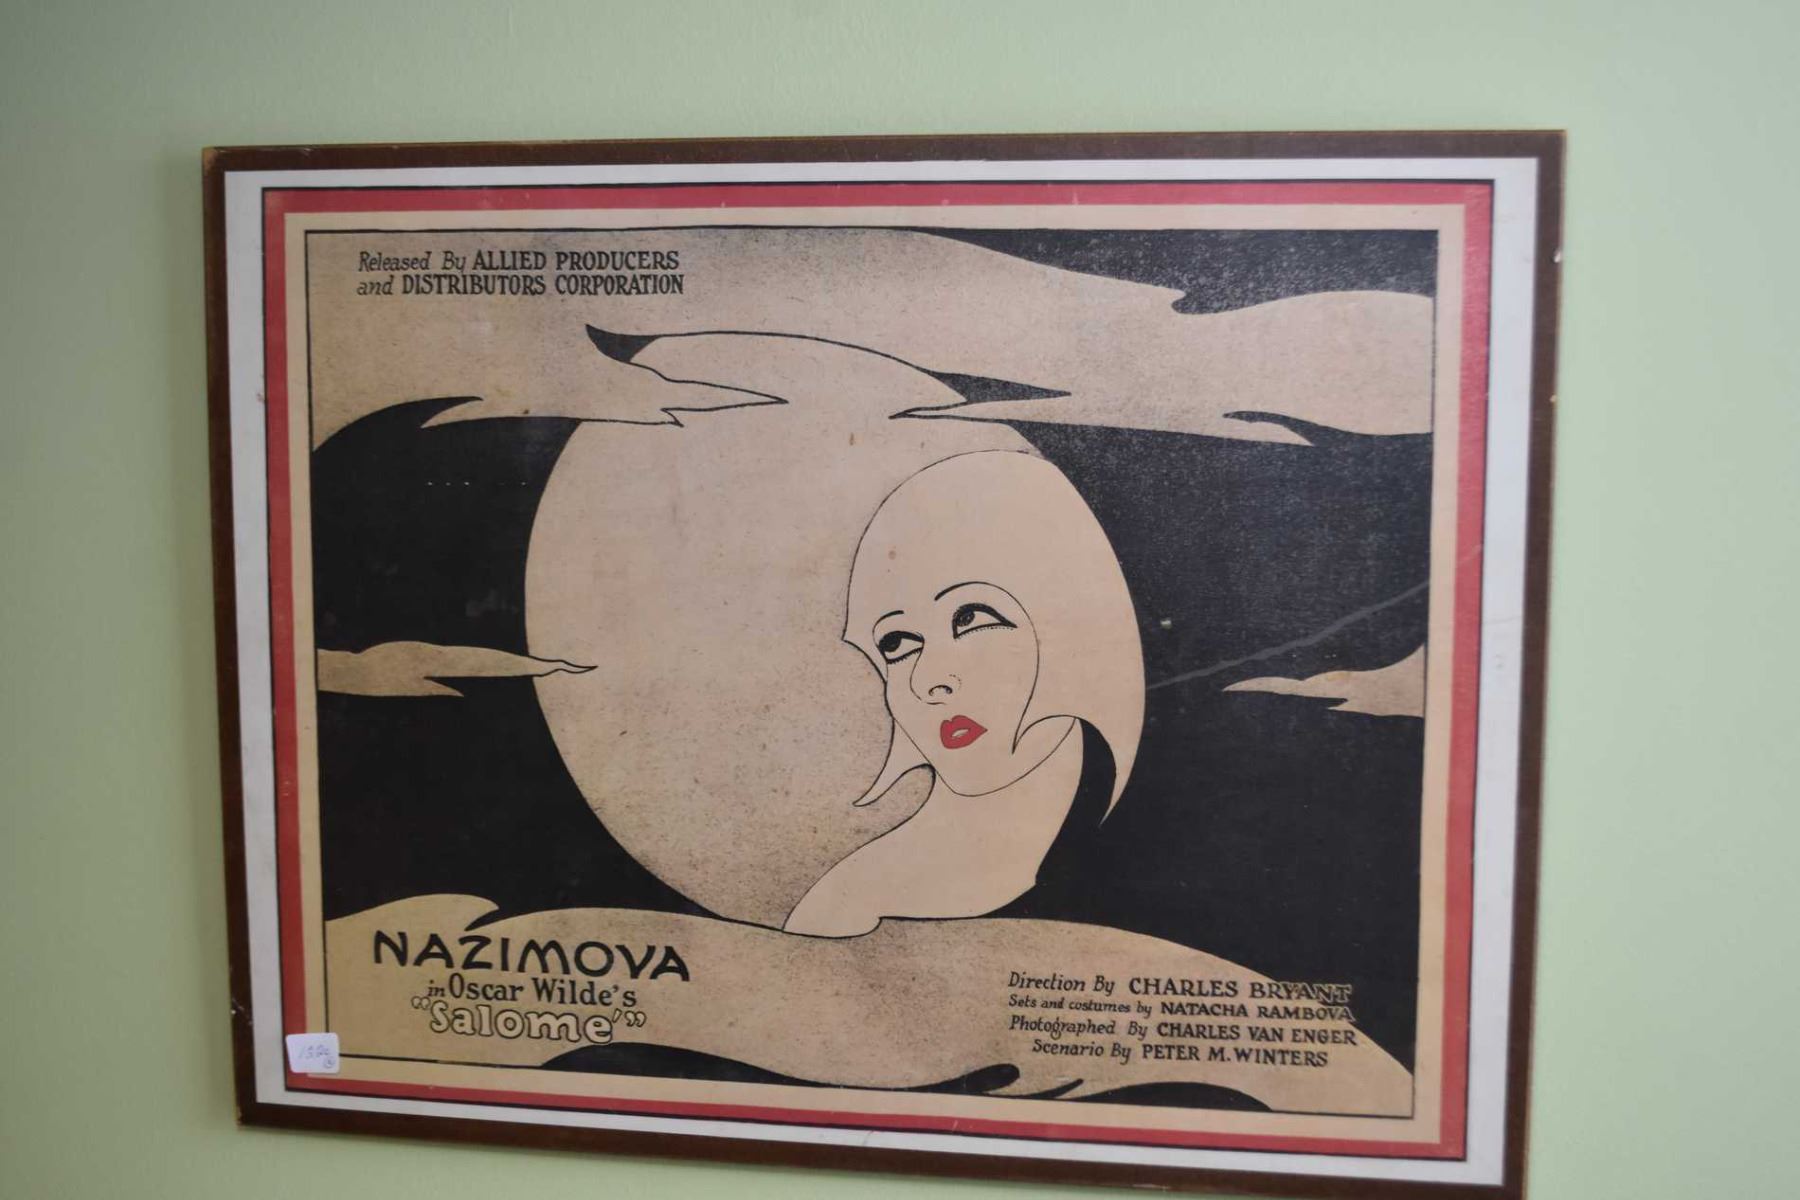 Released By ALLIED PRODUCERS
and DISTRIBUTORS CORPORATION
NAZIMOVA
in Oscar Wilde's
"Salome'"
Direction By CHARLES BRYANT
Sets and costumes by NATACHA RAMBOVA
Photographed By CHARLES VAN ENGER
Scenario By PETER M. WINTERS